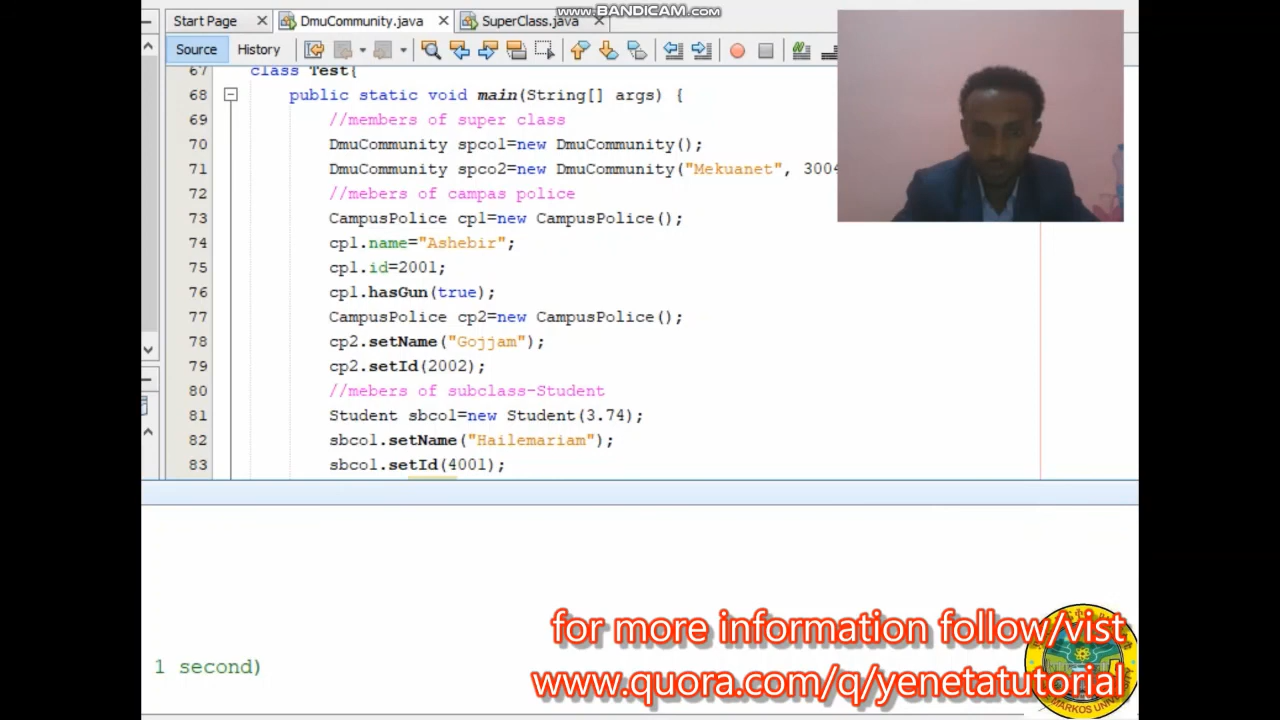 www.BANDICAM.com
Start Page
DmuCommunity.java
SuperClass.java
Source
History
67 class Test{
68 public static void main(String[] args) {
69 //members of super class
70 DmuCommunity spco1=new DmuCommunity();
71 DmuCommunity spco2=new DmuCommunity("Mekuanet", 3004
72 //mebers of campas police
73 CampusPolice cp1=new CampusPolice();
74 cp1.name="Ashebir";
75 cp1.id=2001;
76 cp1.hasGun(true);
77 CampusPolice cp2=new CampusPolice();
78 cp2.setName("Gojjam");
79 cp2.setId(2002);
80 //mebers of subclass-Student
81 Student sbco1=new Student(3.74);
82 sbco1.setName("Hailemariam");
83 sbco1.setId(4001);
1 second)
for more information follow/vist
www.quora.com/q/yenetatutorial
MARKOS UNIVERSITY